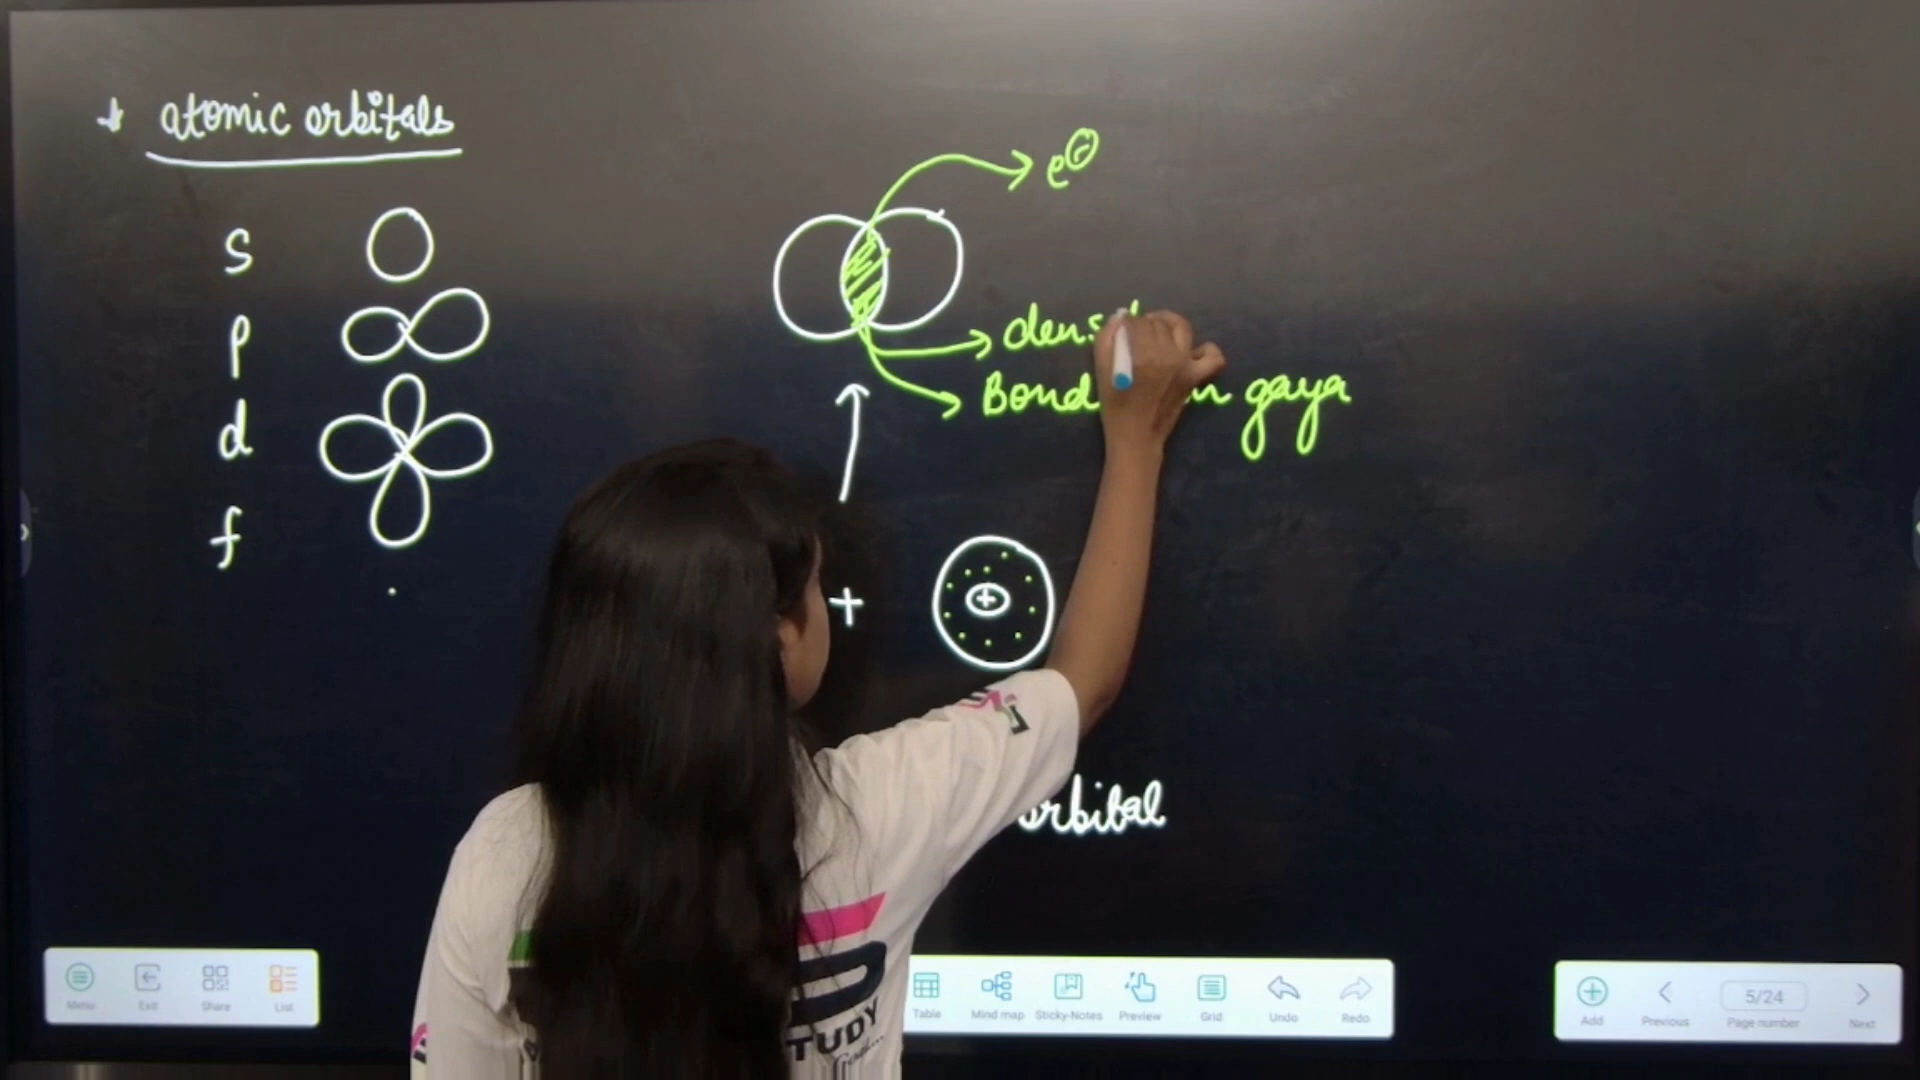 atomic orbitals
s
p
d
f
e⊖
Bond gaya
+
+
orbital
Menu
Exit
Share
List
Table
Mind map
Sticky-Notes
Preview
Grid
Undo
Redo
Add
Previous
5/24
Page number
Next
TUDY